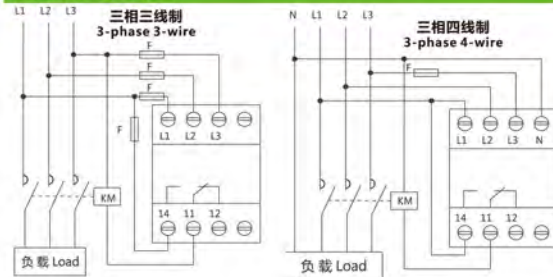 L1 L2 L3
三相三线制
3-phase 3-wire
F
F
F
F
L1 L2 L3
KM
14 11 12
负载 Load
N L1 L2 L3
三相四线制
3-phase 4-wire
F
L1 L2 L3 N
KM
14 11 12
负载 Load